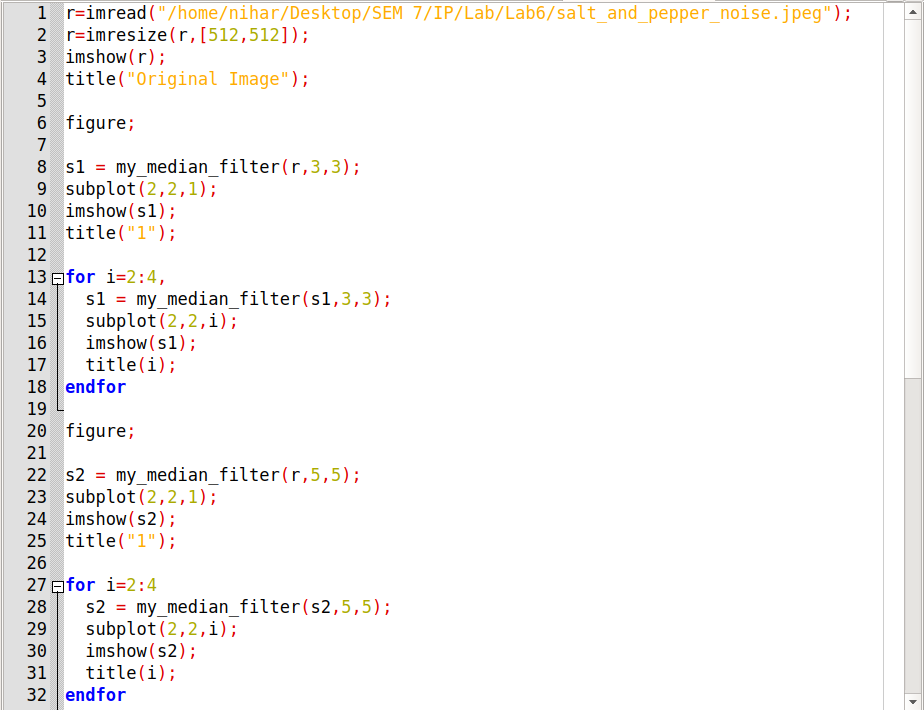 1 r=imread("/home/nihar/Desktop/SEM 7/IP/Lab/Lab6/salt_and_pepper_noise.jpeg");
2 r=imresize(r,[512,512]);
3 imshow(r);
4 title("Original Image");
5
6 figure;
7
8 s1 = my_median_filter(r,3,3);
9 subplot(2,2,1);
10 imshow(s1);
11 title("1");
12
13 for i=2:4,
14   s1 = my_median_filter(s1,3,3);
15   subplot(2,2,i);
16   imshow(s1);
17   title(i);
18 endfor
19
20 figure;
21
22 s2 = my_median_filter(r,5,5);
23 subplot(2,2,1);
24 imshow(s2);
25 title("1");
26
27 for i=2:4
28   s2 = my_median_filter(s2,5,5);
29   subplot(2,2,i);
30   imshow(s2);
31   title(i);
32 endfor